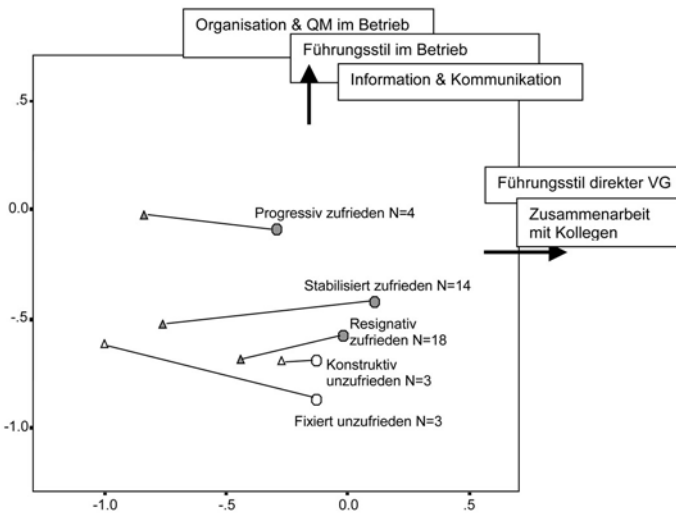 Organisation & QM im Betrieb
Führungsstil im Betrieb
Information & Kommunikation
.5
Führungsstil direkter VG
0.0
Progressiv zufrieden N=4
Zusammenarbeit
mit Kollegen
Stabilisiert zufrieden N=14
-.5
Resignativ
zufrieden N=18
Konstruktiv
unzufrieden N=3
Fixiert unzufrieden N=3
-1.0
-1.0 -.5 0.0 .5